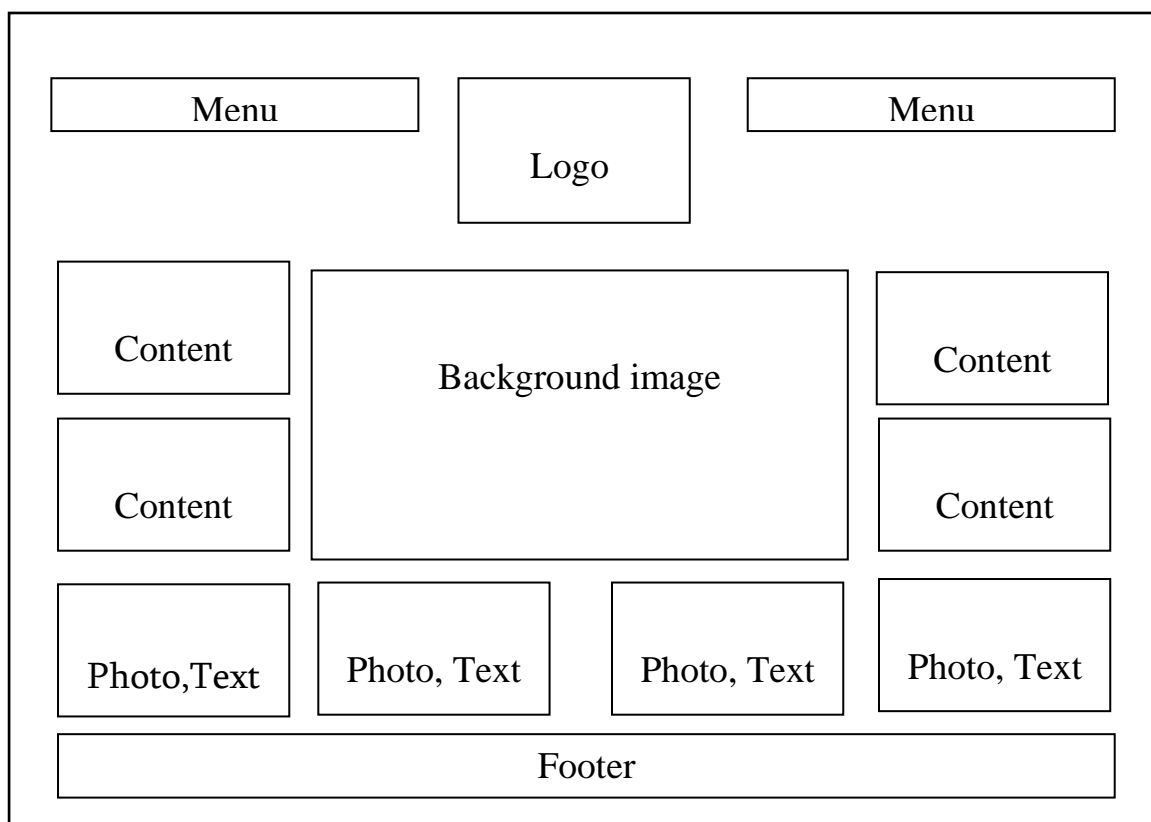 Menu
Logo
Menu
Content
Background image
Content
Content
Content
Photo,Text
Photo, Text
Photo, Text
Photo, Text
Footer